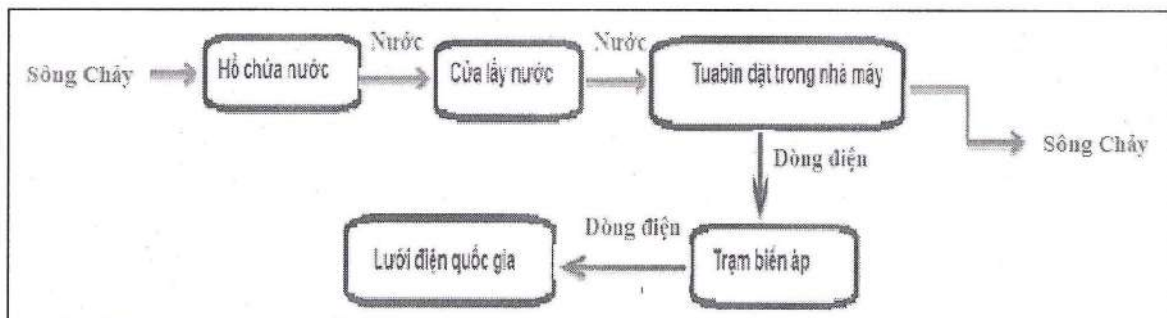 Sông Chảy
Hồ chứa nước
Nước
Cửa lấy nước
Nước
Tuabin đặt trong nhà máy
Sông Chảy
Dòng điện
Trạm biến áp
Dòng điện
Lưới điện quốc gia